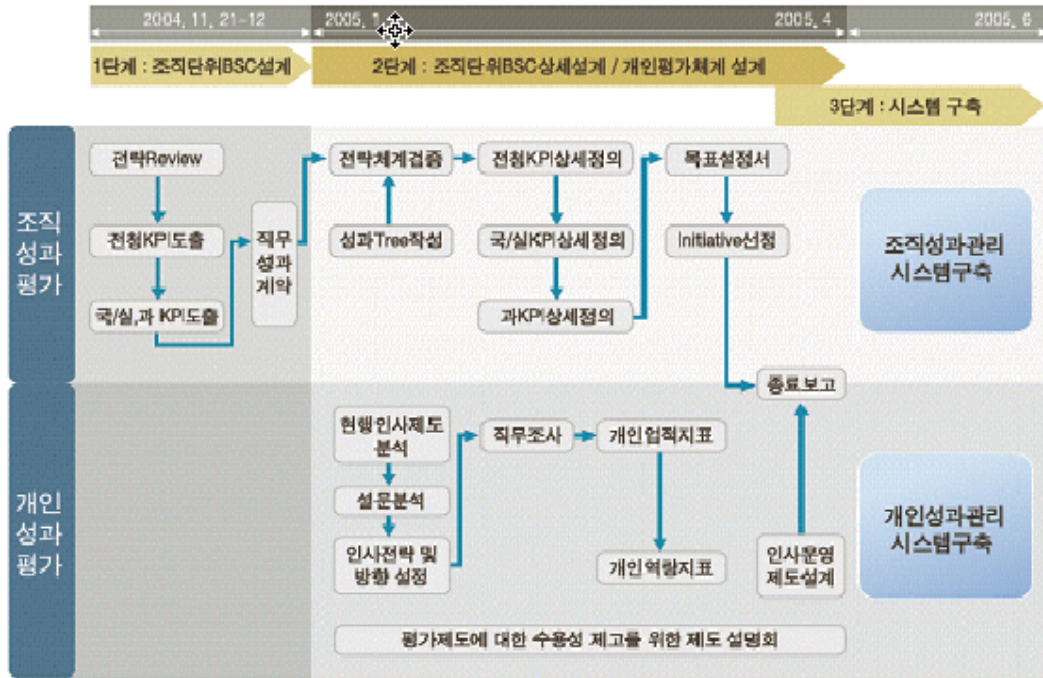 2004. 11. 21~12
2005. 1
2005. 4
2005. 6
1단계 : 조직단위BSC설계
2단계 : 조직단위BSC상세설계 / 개인평가체계 설계
3단계 : 시스템 구축
조직
성과
평가
전략Review
전청KPI도출
국/실,과 KPI도출
직무
성과
계약
전략체계검증
성과Tree작성
전청KPI상세정의
국/실KPI상세정의
과KPI상세정의
목표설정서
Initiative선정
조직성과관리
시스템구축
종료보고
개인
성과
평가
현행인사제도
분석
설문분석
인사전략 및
방향 설정
직무조사
개인업적지표
개인역량지표
인사운영
제도설계
개인성과관리
시스템구축
평가제도에 대한 수용성 제고를 위한 제도 설명회